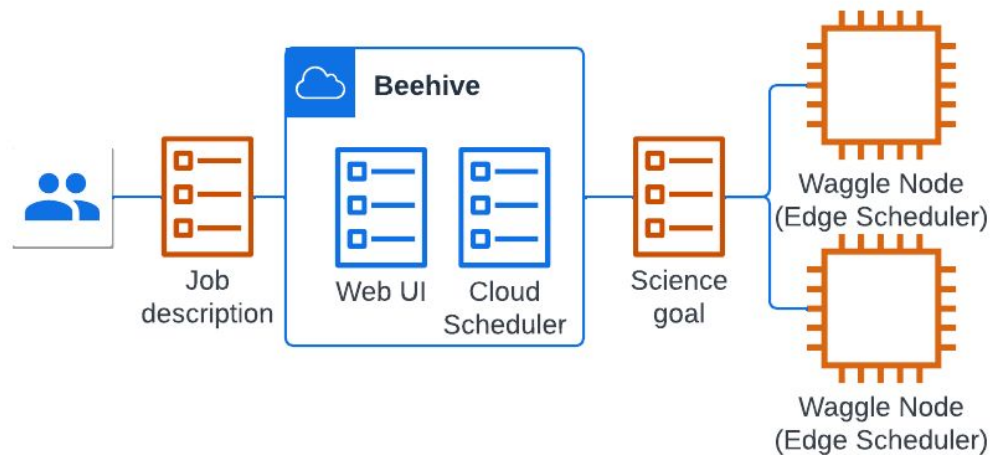 Beehive
Job
description
Web UI
Cloud
Scheduler
Science
goal
Waggle Node
(Edge Scheduler)
Waggle Node
(Edge Scheduler)